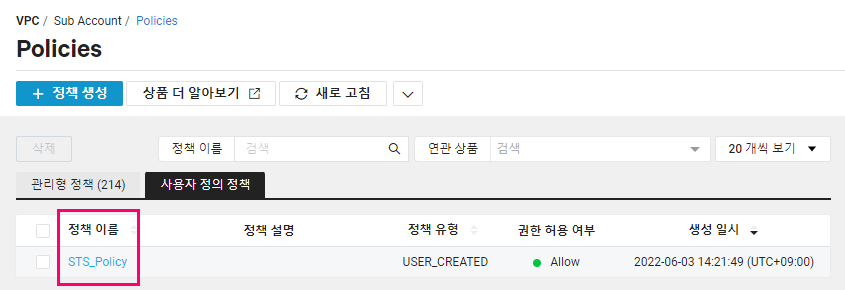 VPC / Sub Account / Policies
Policies
+ 정책 생성 상품 더 알아보기 새로 고침
삭제 정책 이름 검색 연관 상품 검색 20 개씩 보기
관리형 정책 (214) 사용자 정의 정책
정책 이름 정책 설명 정책 유형 권한 허용 여부 생성 일시
STS_Policy USER_CREATED Allow 2022-06-03 14:21:49 (UTC+09:00)